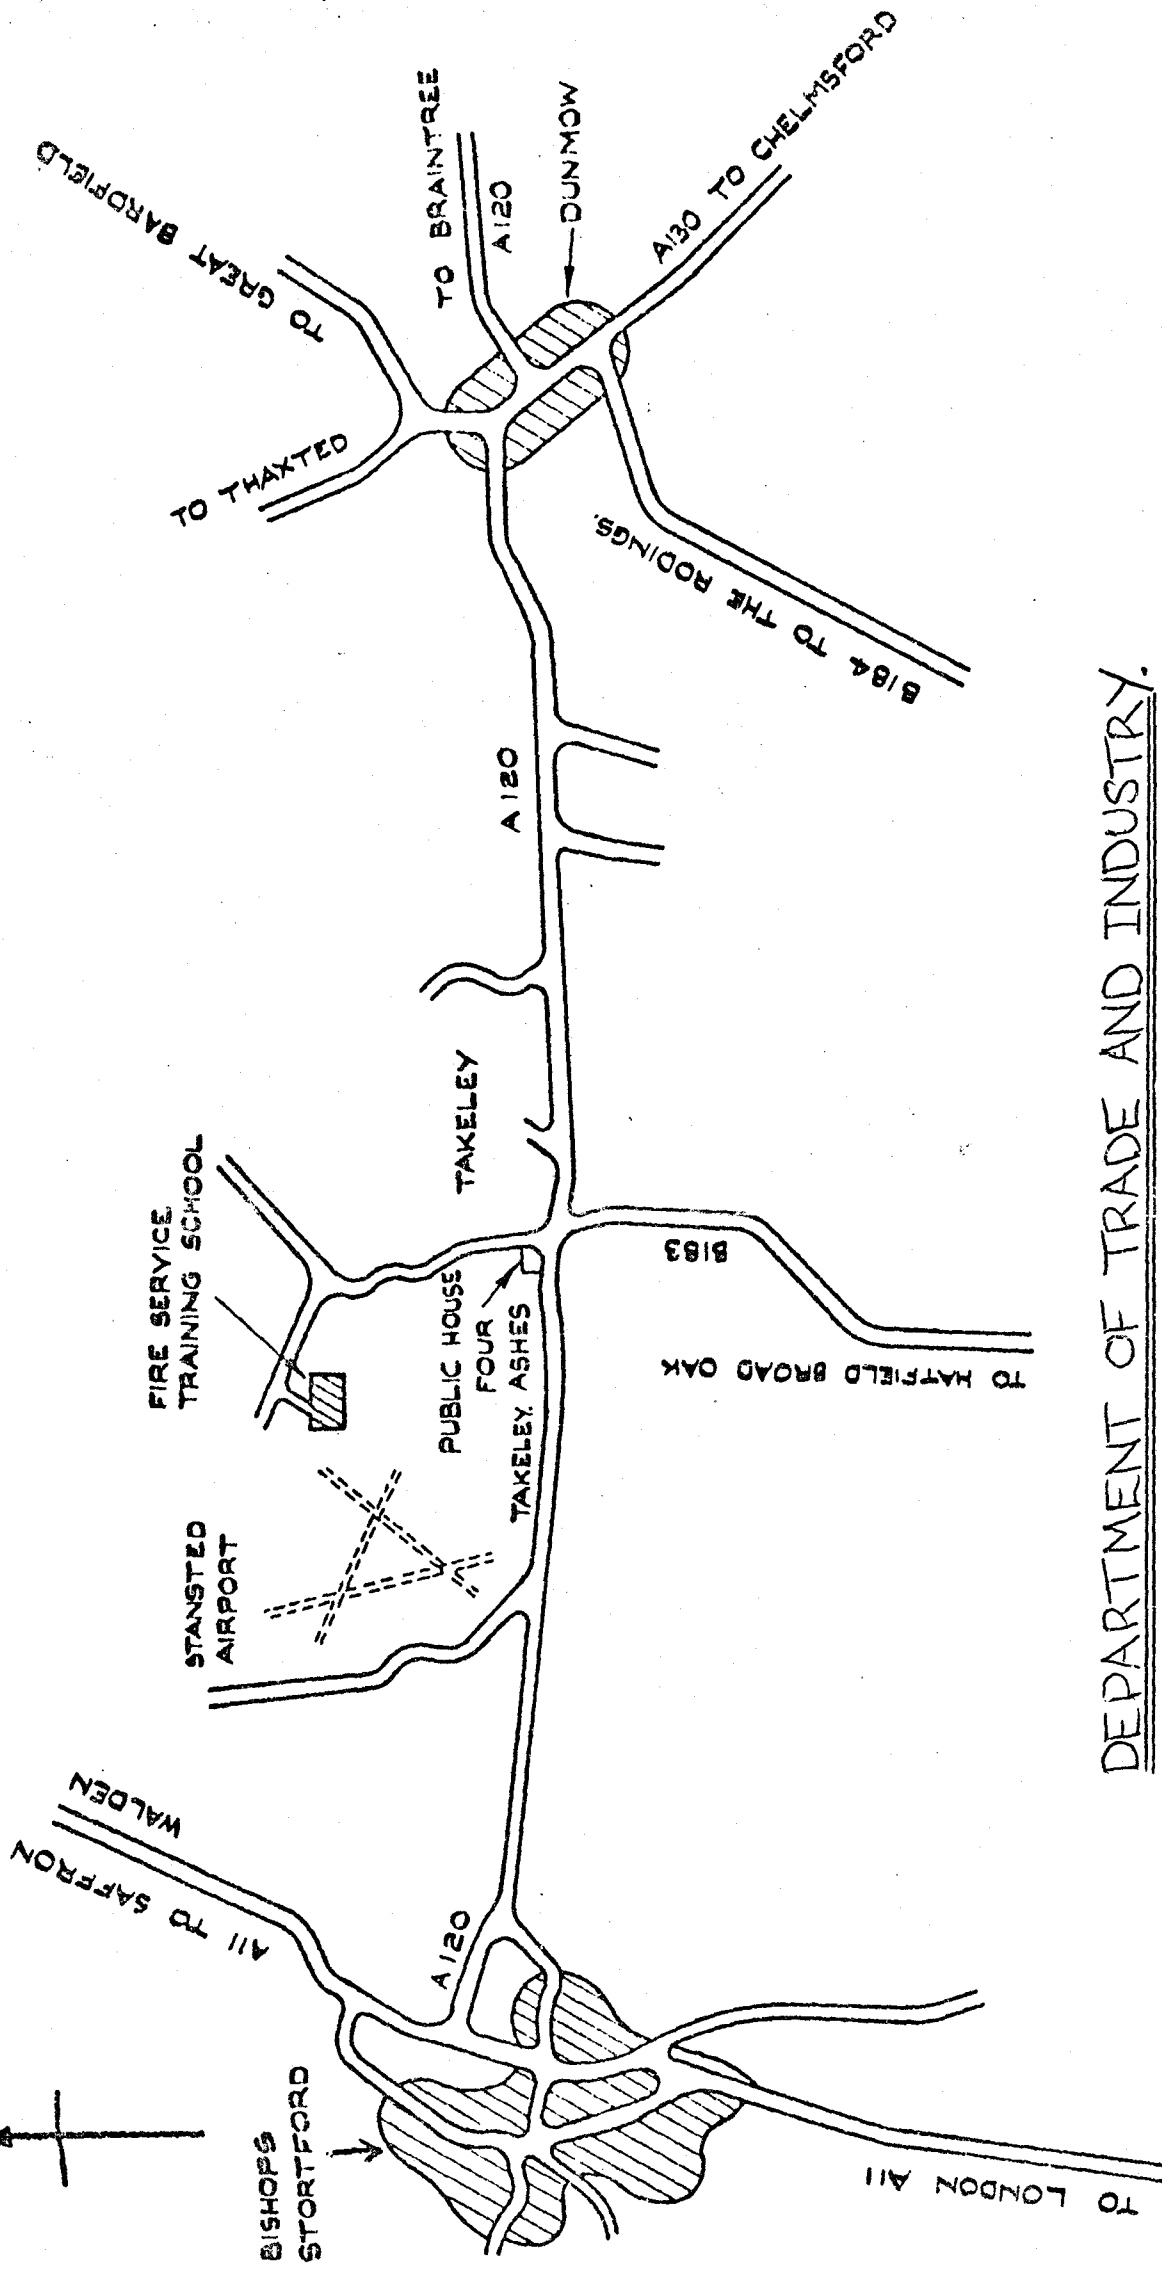 BISHOPS
STORTFORD
A11 TO SAFFRON
WALDEN
A120
TO LONDON A11
STANSTED
AIRPORT
FIRE SERVICE
TRAINING SCHOOL
PUBLIC HOUSE
FOUR
TAKELEY. ASHES
TAKELEY
B183
TO HATFIELD BROAD OAK
A120
TO THAXTED
TO GREAT BARDFIELD
TO BRAINTREE
A120
DUNMOW
A130 TO CHELMSFORD
B184 TO THE RODINGS.
DEPARTMENT OF TRADE AND INDUSTRY.